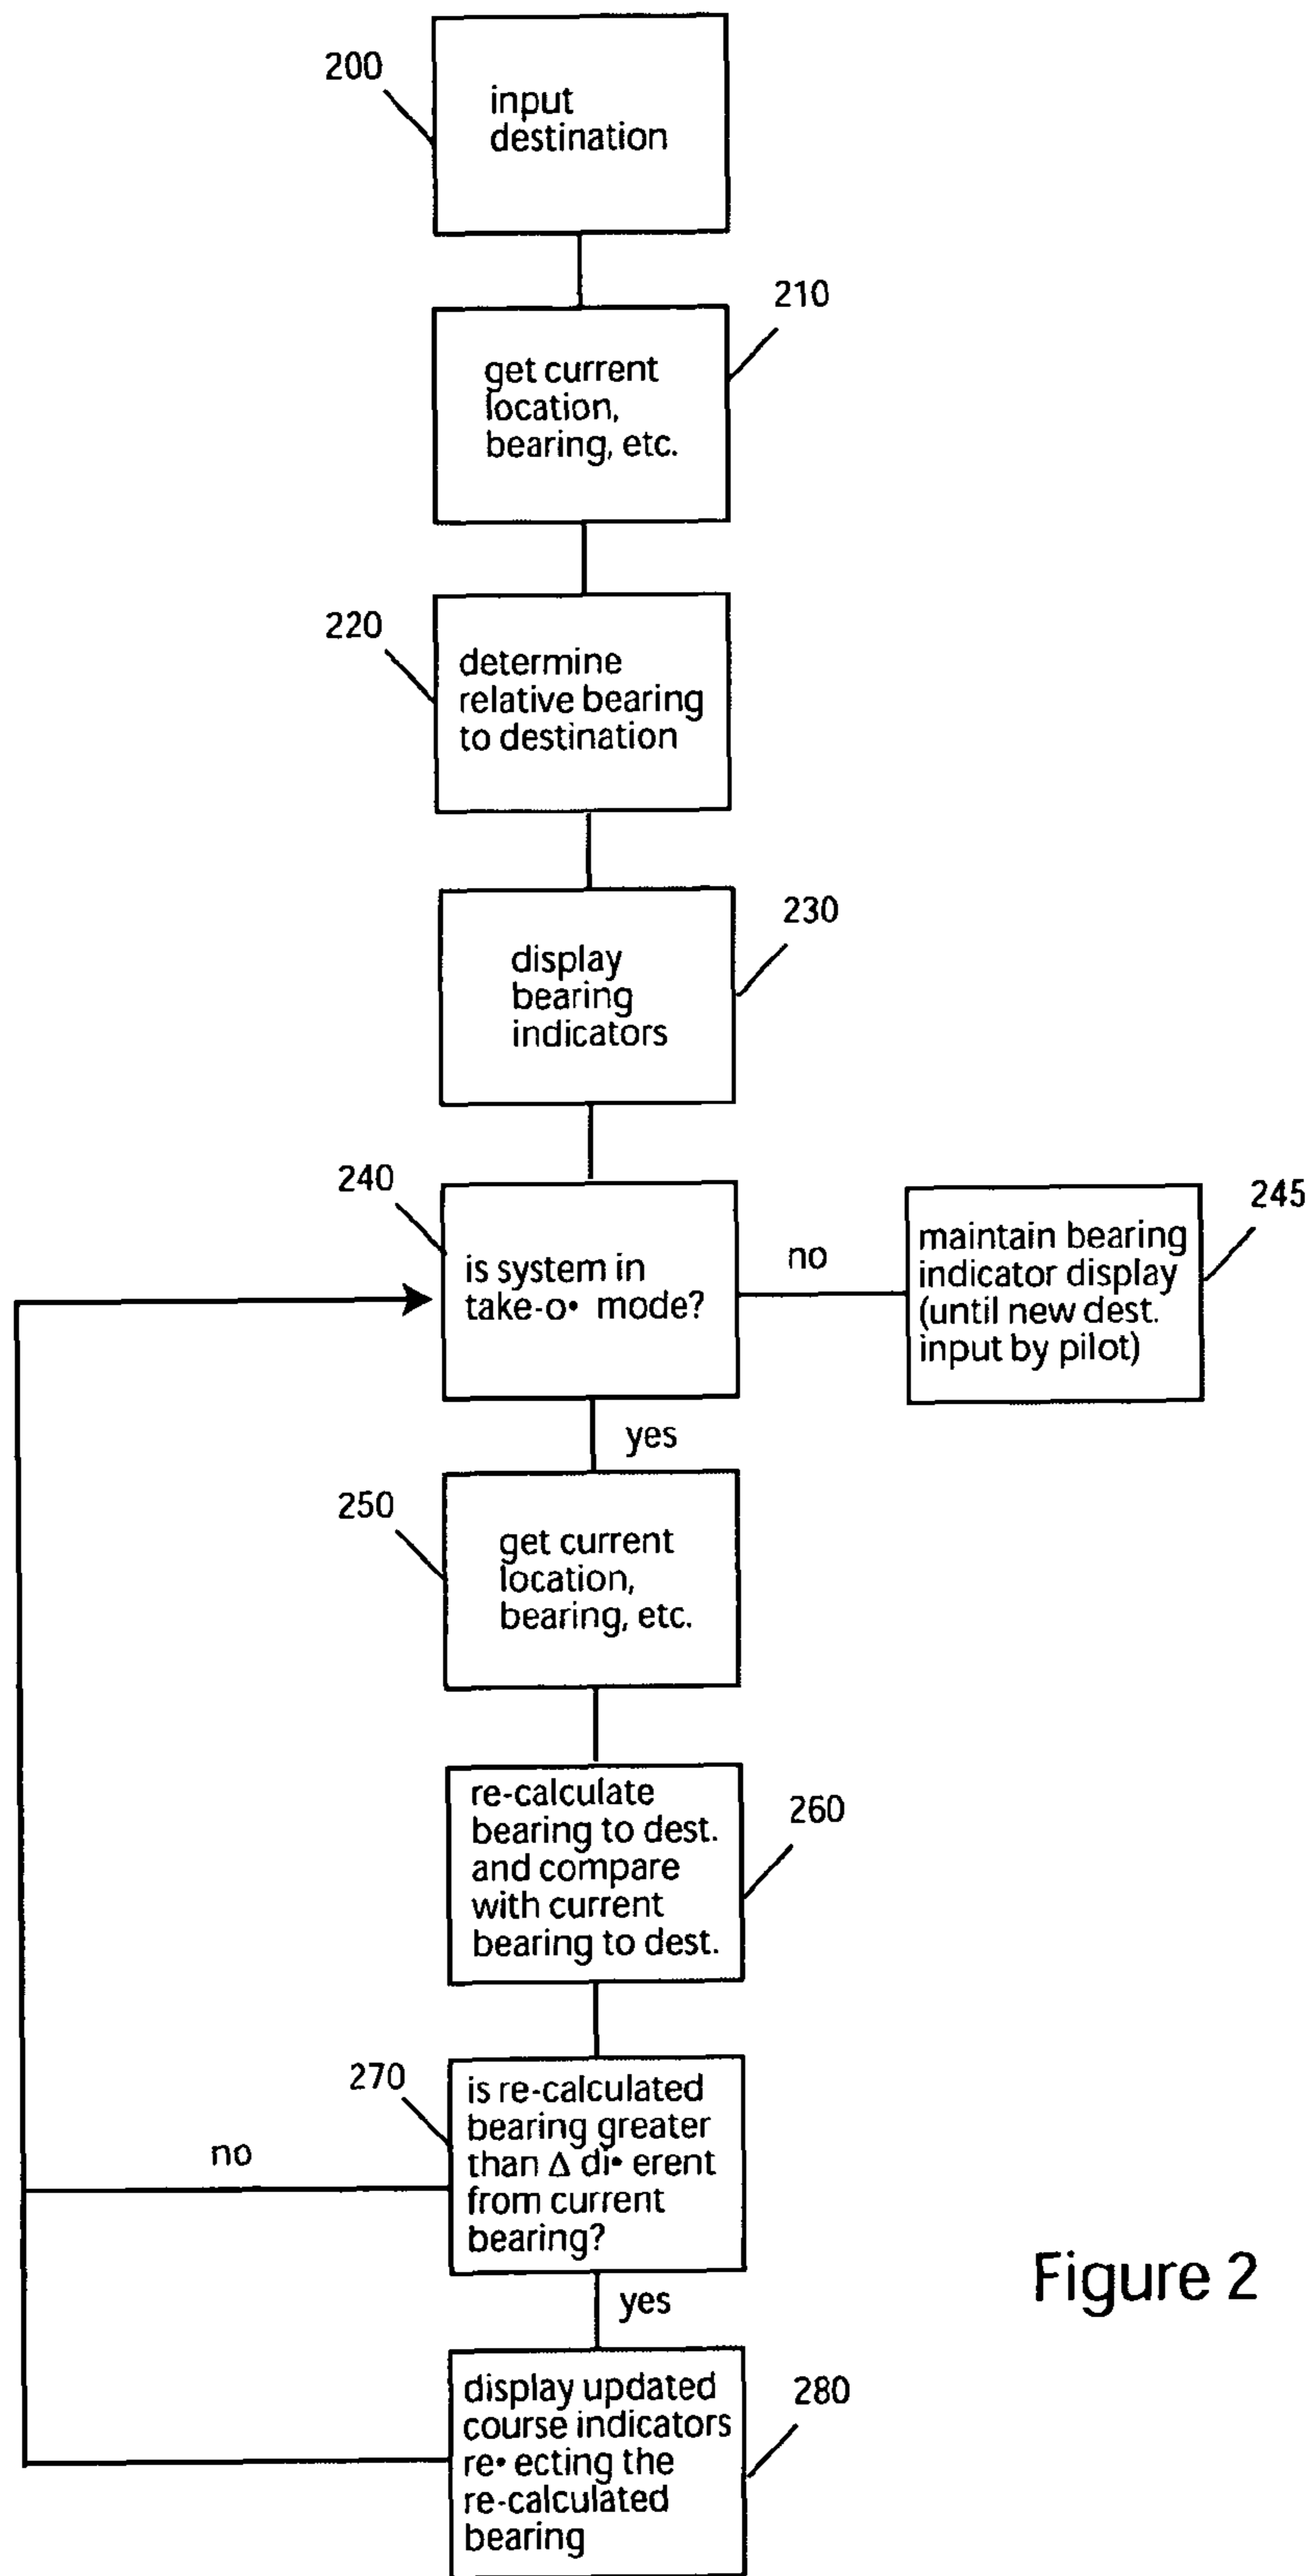 200
input
destination
210
get current
location,
bearing, etc.
220
determine
relative bearing
to destination
230
display
bearing
indicators
240
is system in
take-o• mode?
no
245
maintain bearing
indicator display
(until new dest.
input by pilot)
yes
250
get current
location,
bearing, etc.
260
re-calculate
bearing to dest.
and compare
with current
bearing to dest.
270
is re-calculated
bearing greater
than Δ di• erent
from current
bearing?
no
yes
280
display updated
course indicators
re• ecting the
re-calculated
bearing
Figure 2